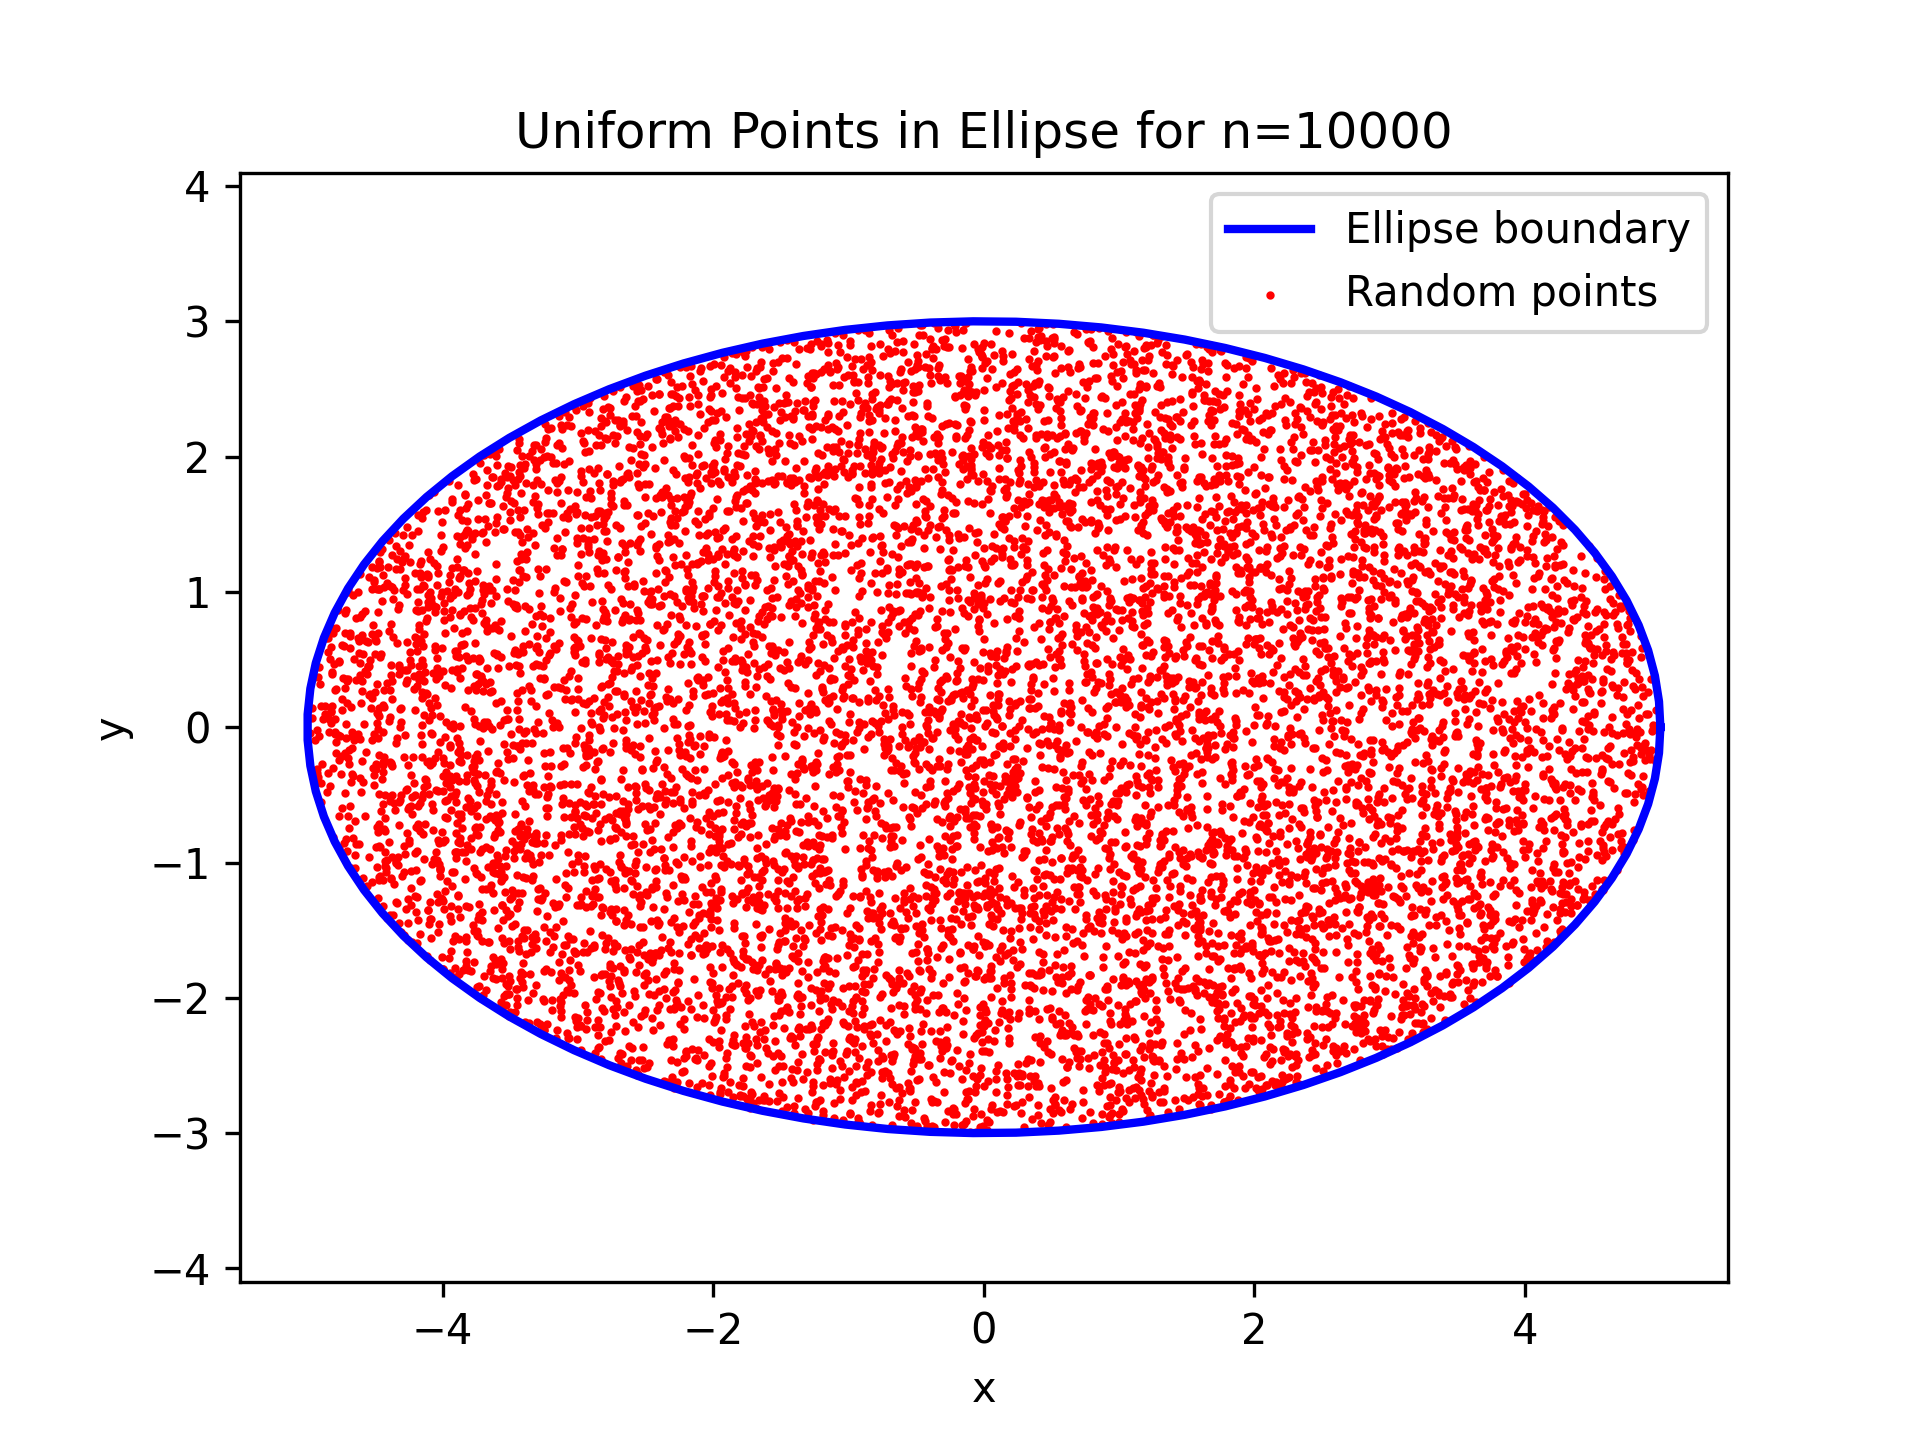 Uniform Points in Ellipse for n=10000
Ellipse boundary
Random points
4
3
2
1
0
−1
−2
−3
−4
y
−4 −2 0 2 4
x